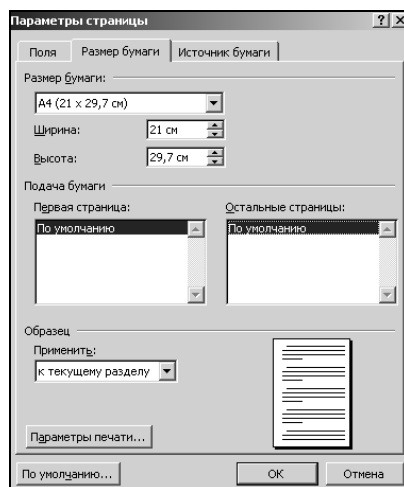 Параметры страницы
Поля Размер бумаги Источник бумаги
Размер бумаги:
A4 (21 x 29,7 см)
Ширина: 21 см
Высота: 29,7 см
Подача бумаги
Первая страница: Остальные страницы:
По умолчанию По умолчанию
Образец
Применить:
к текущему разделу
Параметры печати...
По умолчанию... ОК Отмена